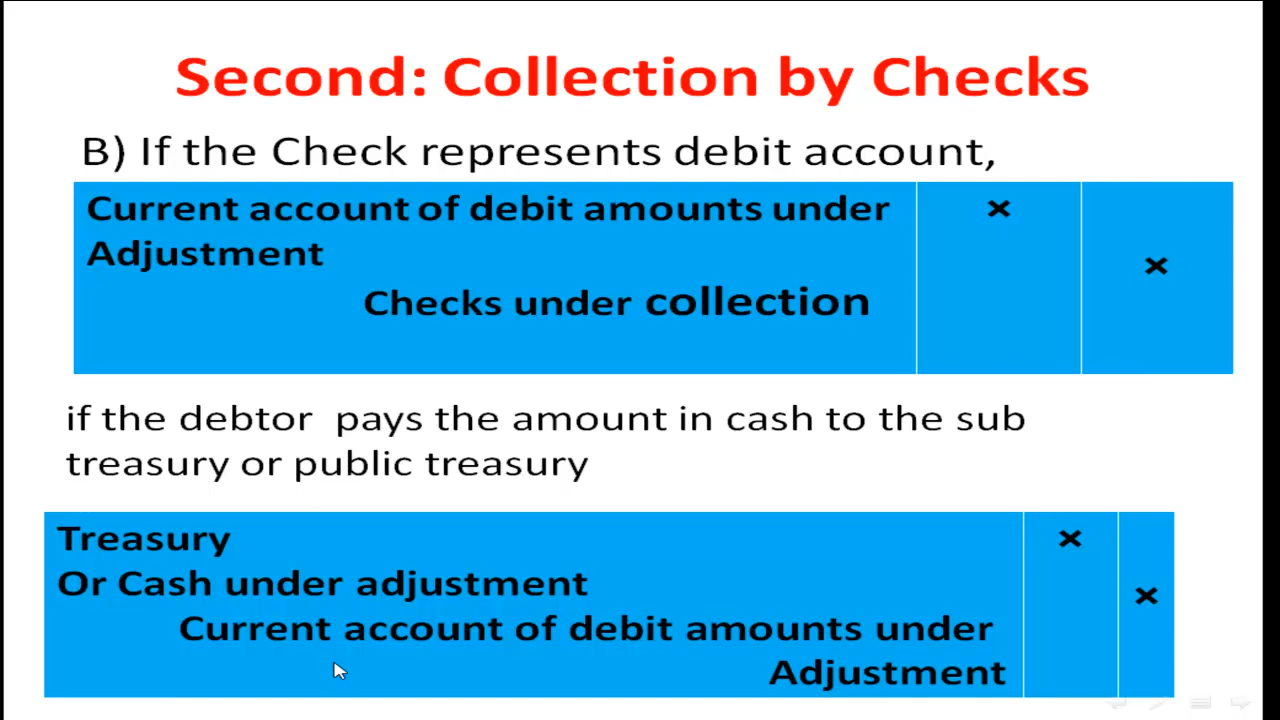 Second: Collection by Checks
B) If the Check represents debit account,
Current account of debit amounts under ×
Adjustment
×
Checks under collection
if the debtor pays the amount in cash to the sub
treasury or public treasury
Treasury ×
Or Cash under adjustment
×
Current account of debit amounts under
Adjustment